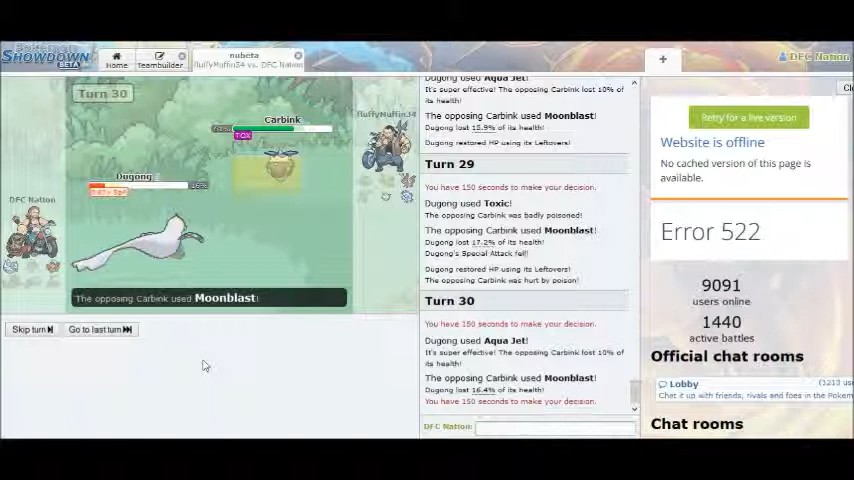 POKÉMON
SHOWDOWN
BETA
Home
Teambuilder
nubeta
fluffyMuffin34 vs. DFC Nation
+
DFC Nation
Turn 30
Carbink
TOX
fluffyMuffin34
Dugong
DFC Nation
The opposing Carbink used Moonblast!
Skip turn
Go to last turn
Dugong used Aqua Jet!
It's super effective! The opposing Carbink lost 10% of
its health!
The opposing Carbink used Moonblast!
Dugong lost 15.9% of its health!
Dugong restored HP using its Leftovers!
Turn 29
You have 150 seconds to make your decision.
Dugong used Toxic!
The opposing Carbink was badly poisoned!
The opposing Carbink used Moonblast!
Dugong lost 17.2% of its health!
Dugong's Special Attack fell!
Dugong restored HP using its Leftovers!
The opposing Carbink was hurt by poison!
Turn 30
You have 150 seconds to make your decision.
Dugong used Aqua Jet!
It's super effective! The opposing Carbink lost 10% of
its health!
The opposing Carbink used Moonblast!
Dugong lost 16.4% of its health!
You have 150 seconds to make your decision.
DFC Nation:
Clo
Retry for a live version
Website is offline
No cached version of this page is
available.
Error 522
9091
users online
1440
active battles
Official chat rooms
Lobby
Chat it up with friends, rivals and foes in the Pokem
Chat rooms